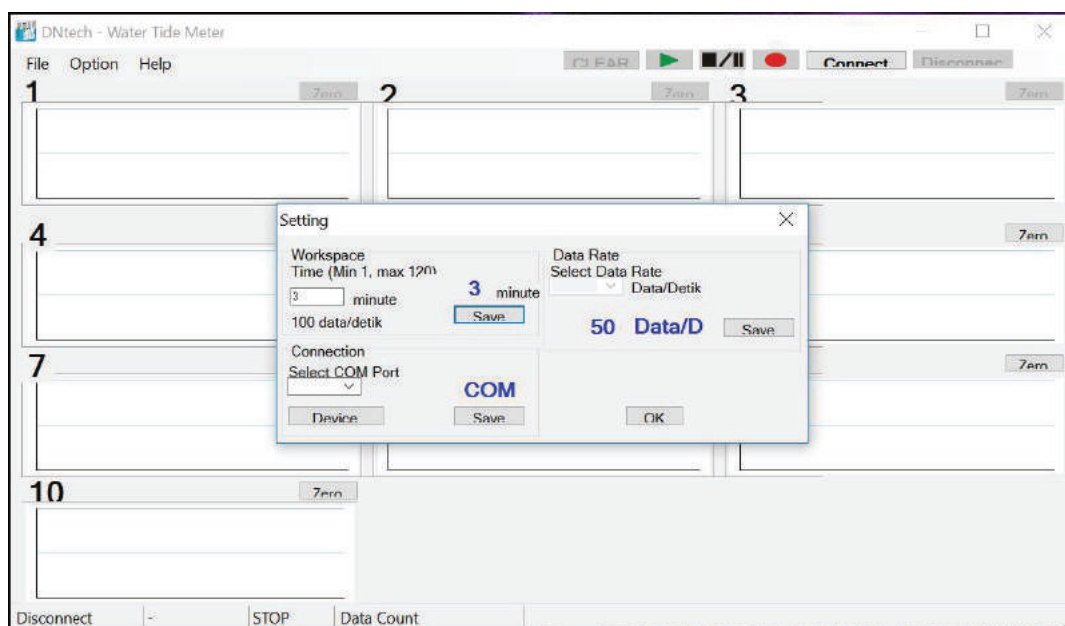 DNtech - Water Tide Meter
File Option Help CLEAR Connect Disconnec
1 Zero 2 Zero 3 Zero
Setting
4 Zero
Workspace
Time (Min 1, max 120)
3 minute
100 data/detik
3 minute
Save
Data Rate
Select Data Rate
Data/Detik
50 Data/D
Save
Connection
Select COM Port
COM
Device
Save
OK
7 Zero
10 Zero
Disconnect - STOP Data Count